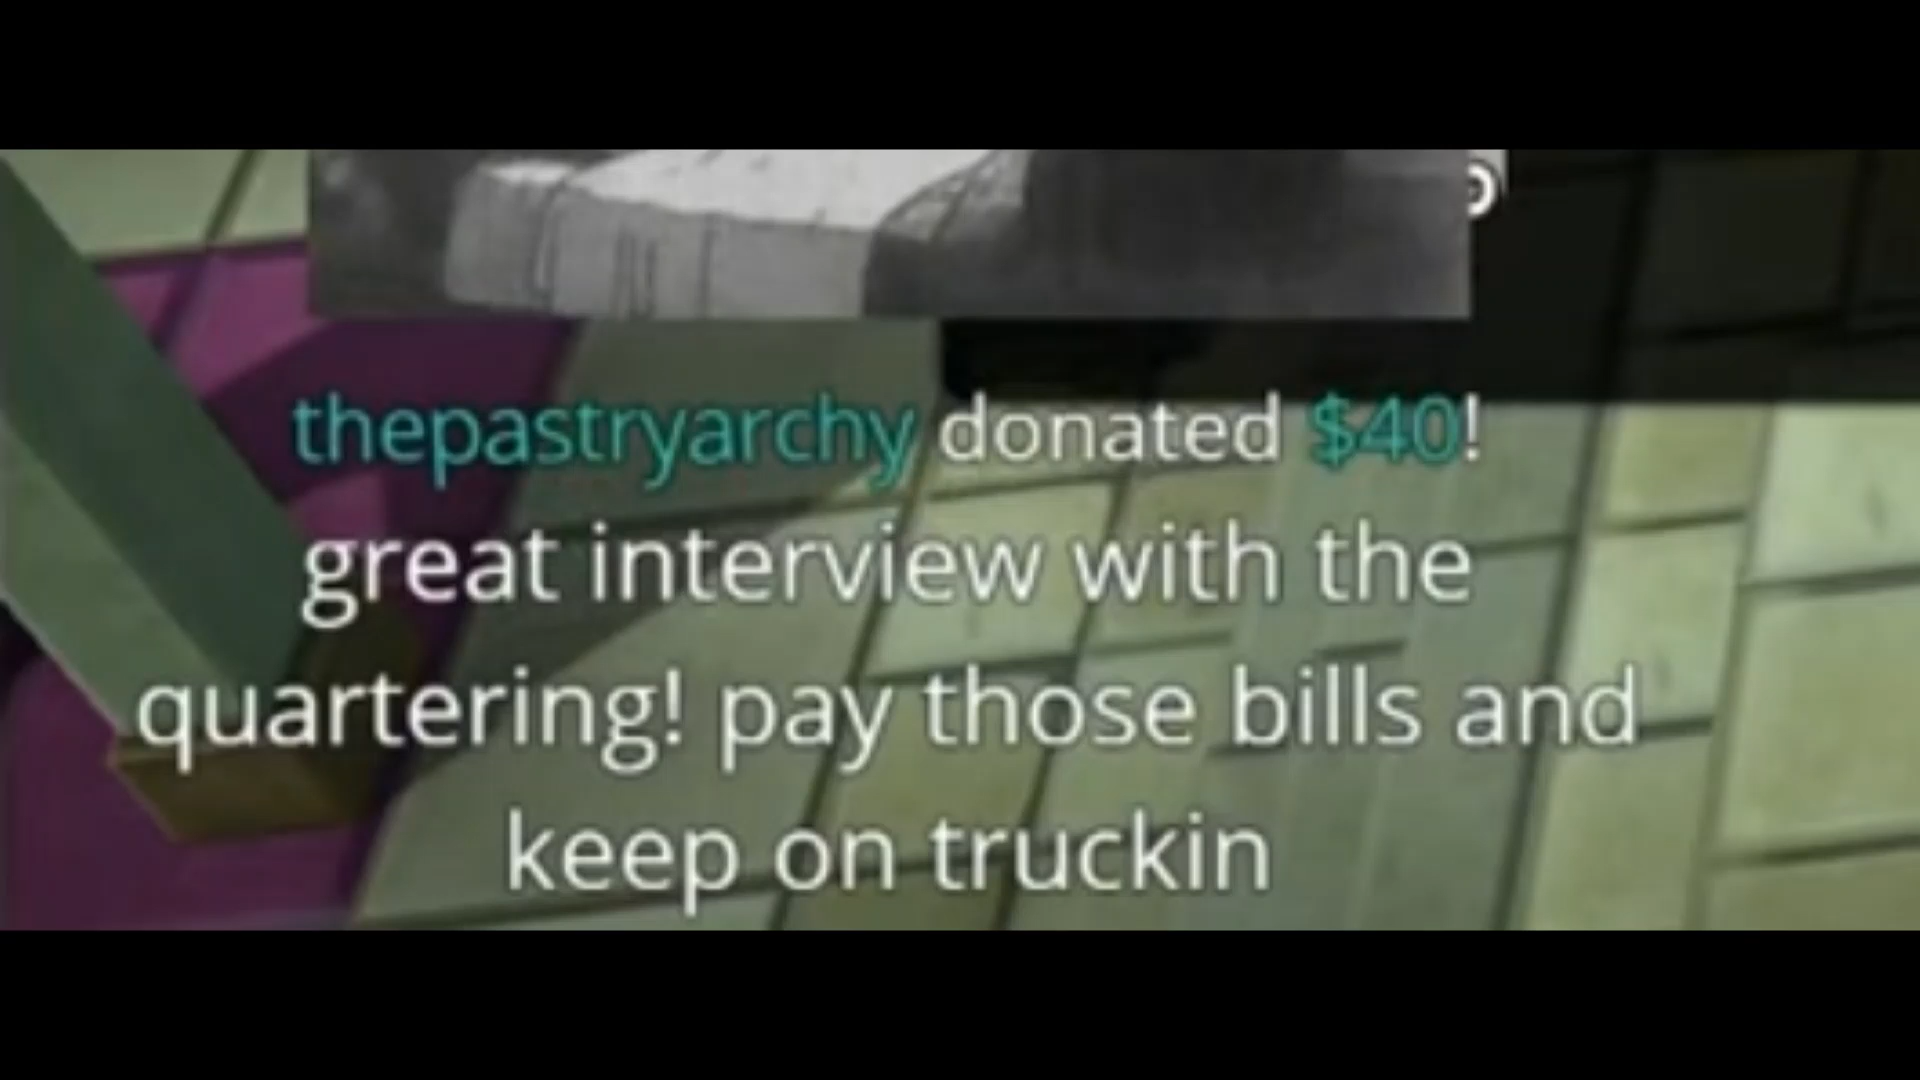 thepastryarchy donated $40!
great interview with the
quartering! pay those bills and
keep on truckin